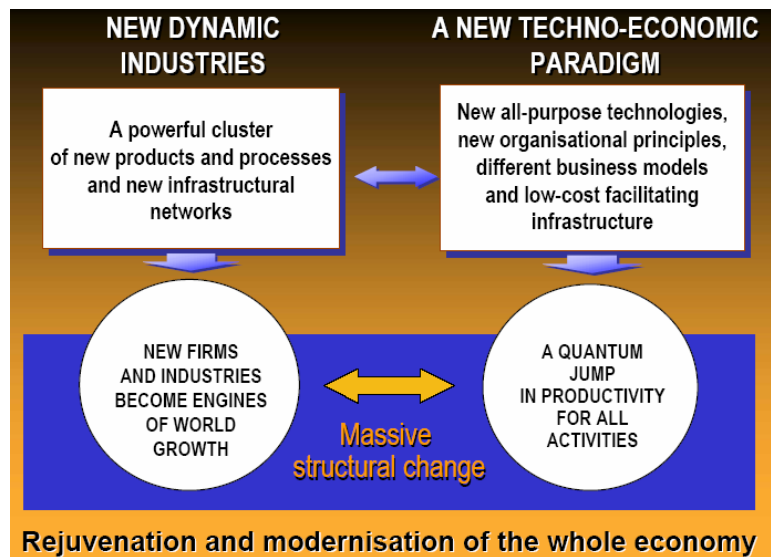 NEW DYNAMIC
INDUSTRIES
A NEW TECHNO-ECONOMIC
PARADIGM
A powerful cluster
of new products and processes
and new infrastructural
networks
New all-purpose technologies,
new organisational principles,
different business models
and low-cost facilitating
infrastructure
NEW FIRMS
AND INDUSTRIES
BECOME ENGINES
OF WORLD
GROWTH
A QUANTUM
JUMP
IN PRODUCTIVITY
FOR ALL
ACTIVITIES
Massive
structural change
Rejuvenation and modernisation of the whole economy